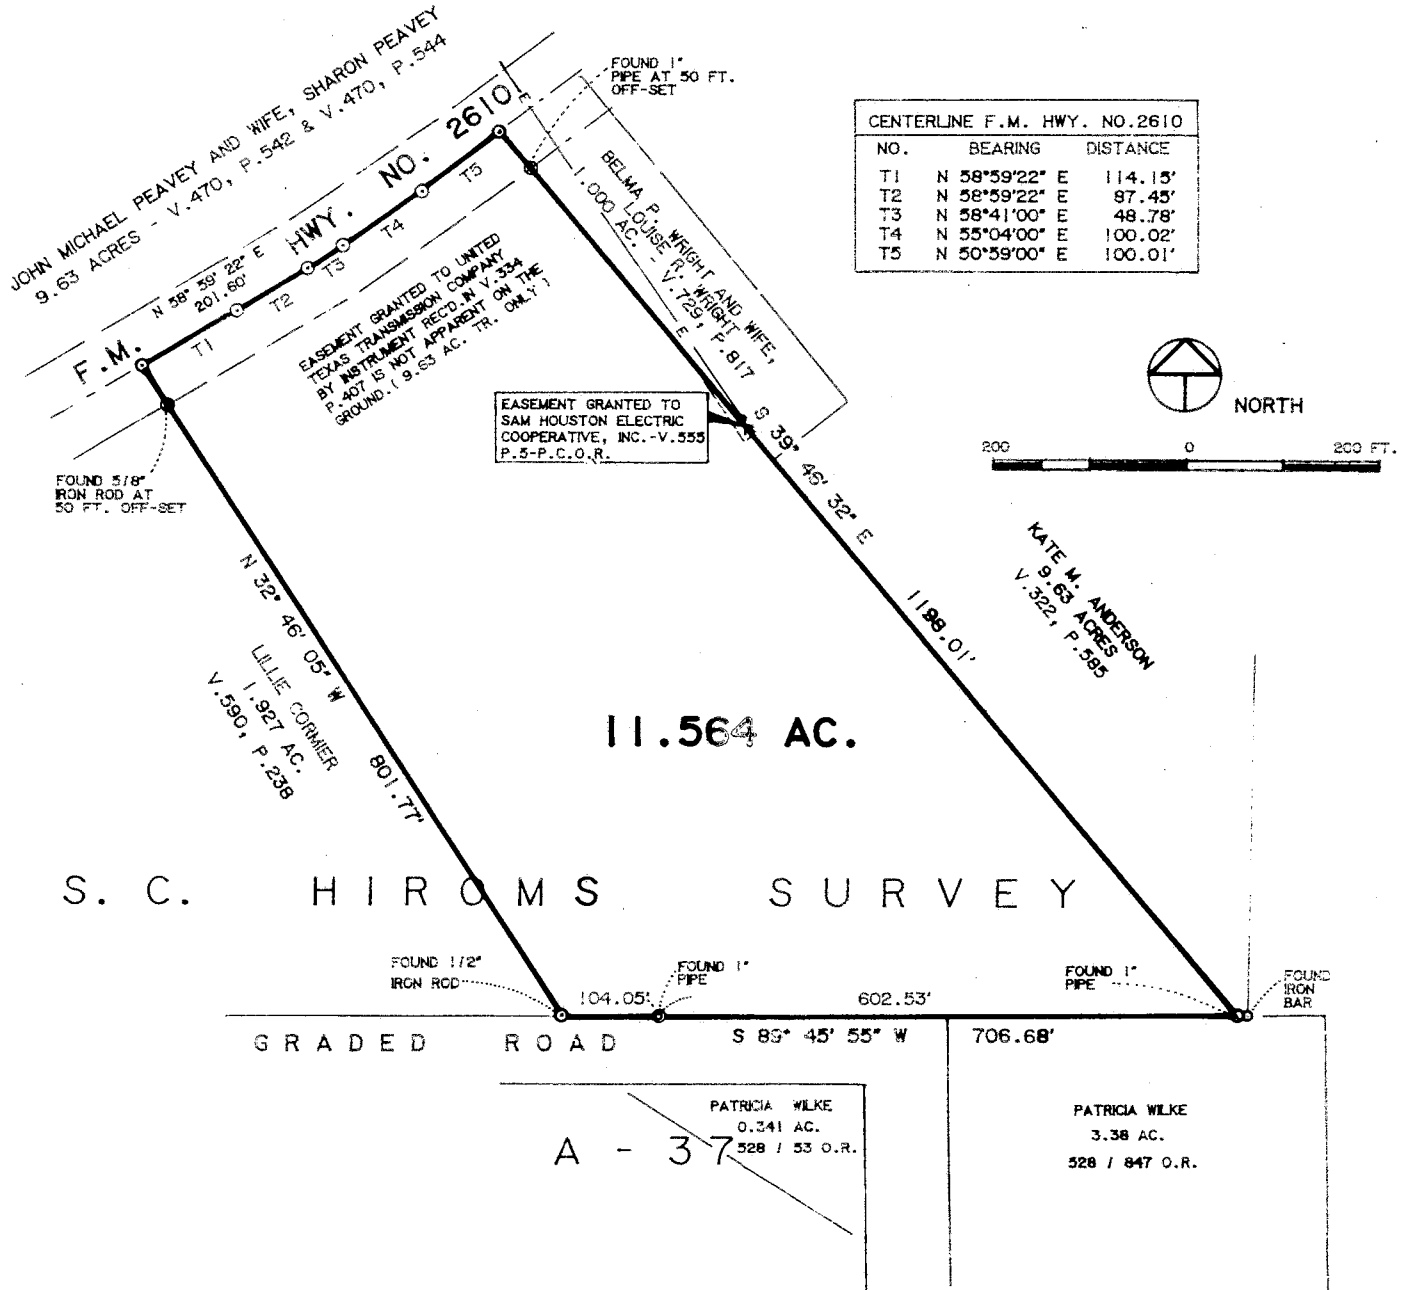 JOHN MICHAEL PEAVEY AND WIFE, SHARON PEAVEY
9.63 ACRES - V.470, P.542 & V.470, P.544
FOUND 1"
PIPE AT 50 FT.
OFF-SET
CENTERLINE F.M. HWY. NO.2610
NO. BEARING DISTANCE
T1 N 58°59'22" E 114.15'
T2 N 58°59'22" E 87.45'
T3 N 58°41'00" E 48.78'
T4 N 55°04'00" E 100.02'
T5 N 50°59'00" E 100.01'
F.M. HWY. NO. 2610
N 58° 59' 22" E
201.60'
T1
T2
T3
T4
T5
E
E
BELMA P. WRIGHT AND WIFE,
LOUISE R. WRIGHT
1.000 AC. - V.729, P.817
EASEMENT GRANTED TO UNITED
TEXAS TRANSMISSION COMPANY
BY INSTRUMENT REC'D.IN V.334
P.407 IS NOT APPARENT ON THE
GROUND.( 9.63 AC. TR. ONLY )
EASEMENT GRANTED TO
SAM HOUSTON ELECTRIC
COOPERATIVE, INC.-V.555
P.5-P.C.O.R.
NORTH
200 0 200 FT.
FOUND 5/8"
IRON ROD AT
50 FT. OFF-SET
S 39° 46' 32" E
1198.01'
KATE M. ANDERSON
9.63 ACRES
V.322, P.585
N 32° 46' 05" W
801.77'
LILLIE CORMIER
1.927 AC.
V.590, P.238
11.564 AC.
S. C. HIROMS SURVEY
FOUND 1/2"
IRON ROD
FOUND 1"
PIPE
FOUND 1"
PIPE
FOUND
IRON
BAR
104.05'
602.53'
GRADED ROAD
S 89° 45' 55" W
706.68'
PATRICIA WILKE
0.341 AC.
528 / 53 O.R.
A - 37
PATRICIA WILKE
3.38 AC.
528 / 847 O.R.